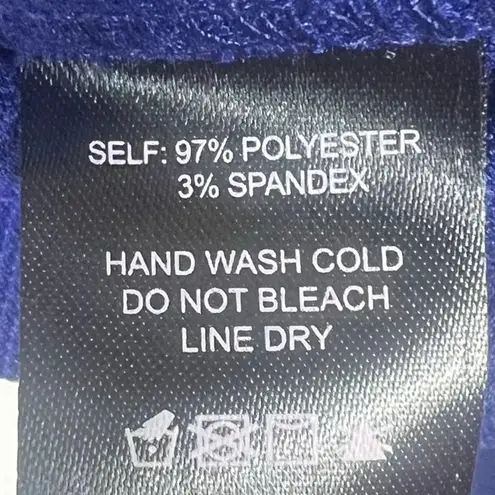 SELF: 97% POLYESTER
3% SPANDEX
HAND WASH COLD
DO NOT BLEACH
LINE DRY